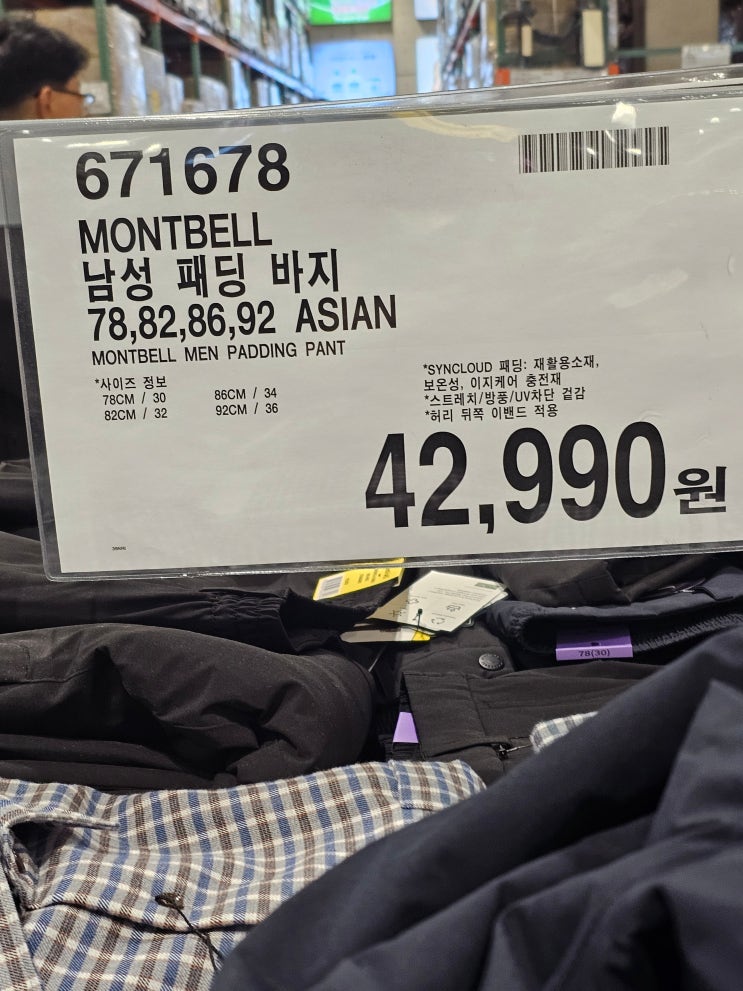 671678
MONTBELL
남성 패딩 바지
78,82,86,92 ASIAN
MONTBELL MEN PADDING PANT
*사이즈 정보
78CM / 30 86CM / 34
82CM / 32 92CM / 36
*SYNCLOUD 패딩: 재활용소재,
보온성, 이지케어 충전재
*스트레치/방풍/UV차단 겉감
*허리 뒤쪽 이밴드 적용
42,990원
78(30)